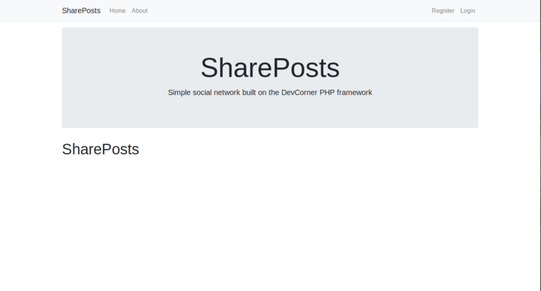 SharePosts Home About Register Login
SharePosts
Simple social network built on the DevCorner PHP framework
SharePosts